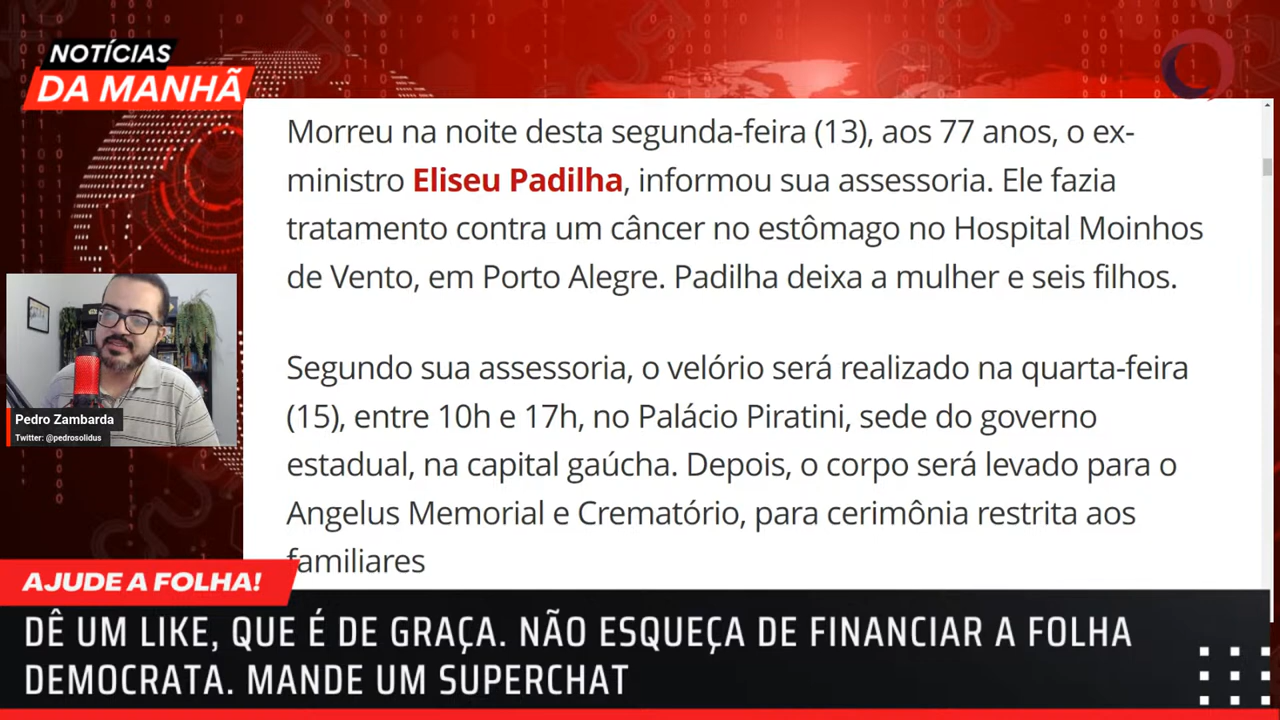 NOTÍCIAS
DA MANHÃ
Morreu na noite desta segunda-feira (13), aos 77 anos, o ex-
ministro Eliseu Padilha, informou sua assessoria. Ele fazia
tratamento contra um câncer no estômago no Hospital Moinhos
de Vento, em Porto Alegre. Padilha deixa a mulher e seis filhos.
Segundo sua assessoria, o velório será realizado na quarta-feira
(15), entre 10h e 17h, no Palácio Piratini, sede do governo
estadual, na capital gaúcha. Depois, o corpo será levado para o
Angelus Memorial e Crematório, para cerimônia restrita aos
familiares
Pedro Zambarda
Twitter: @pedrosolidus
AJUDE A FOLHA!
DÊ UM LIKE, QUE É DE GRAÇA. NÃO ESQUEÇA DE FINANCIAR A FOLHA
DEMOCRATA. MANDE UM SUPERCHAT